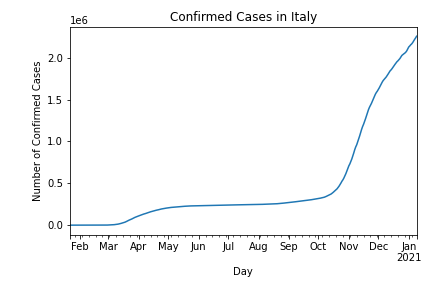 Confirmed Cases in Italy
1e6
2.0
1.5
1.0
0.5
0.0
Number of Confirmed Cases
Feb Mar Apr May Jun Jul Aug Sep Oct Nov Dec Jan
2021
Day